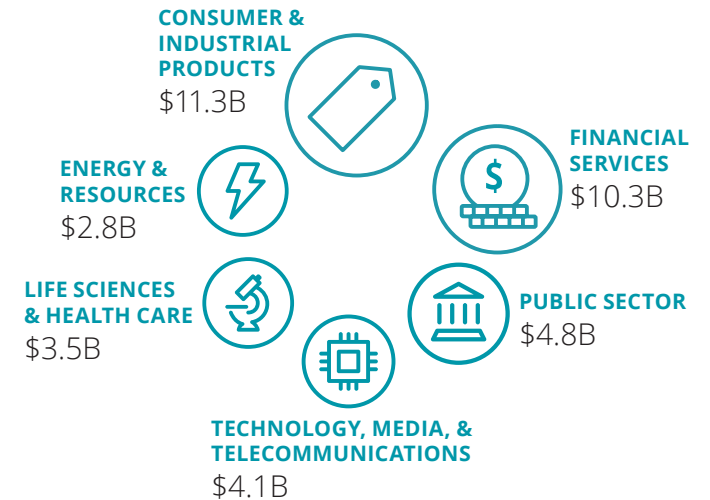 CONSUMER &
INDUSTRIAL
PRODUCTS
$11.3B
$
FINANCIAL
SERVICES
$10.3B
ENERGY &
RESOURCES
$2.8B
LIFE SCIENCES
& HEALTH CARE
$3.5B
PUBLIC SECTOR
$4.8B
TECHNOLOGY, MEDIA, &
TELECOMMUNICATIONS
$4.1B